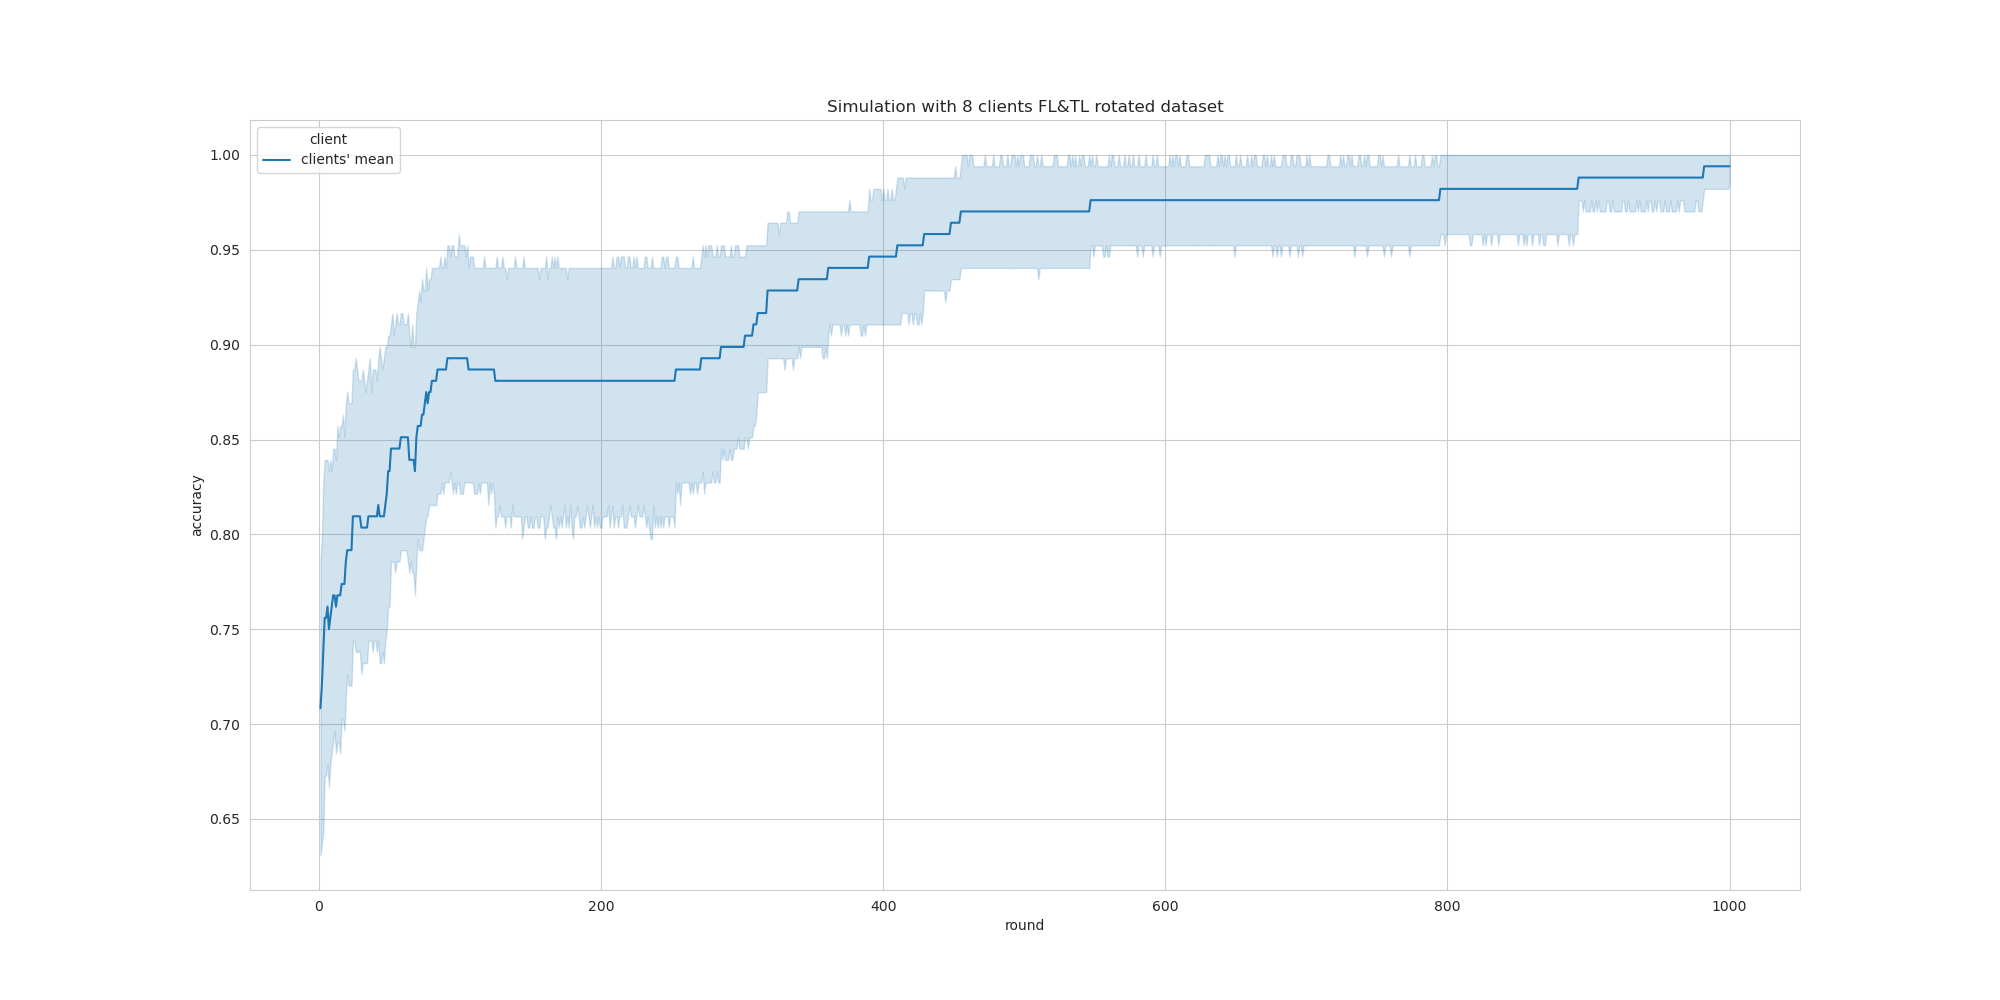 Simulation with 8 clients FL&TL rotated dataset
client
clients' mean
1.00
0.95
0.90
0.85
0.80
0.75
0.70
0.65
accuracy
0 200 400 600 800 1000
round